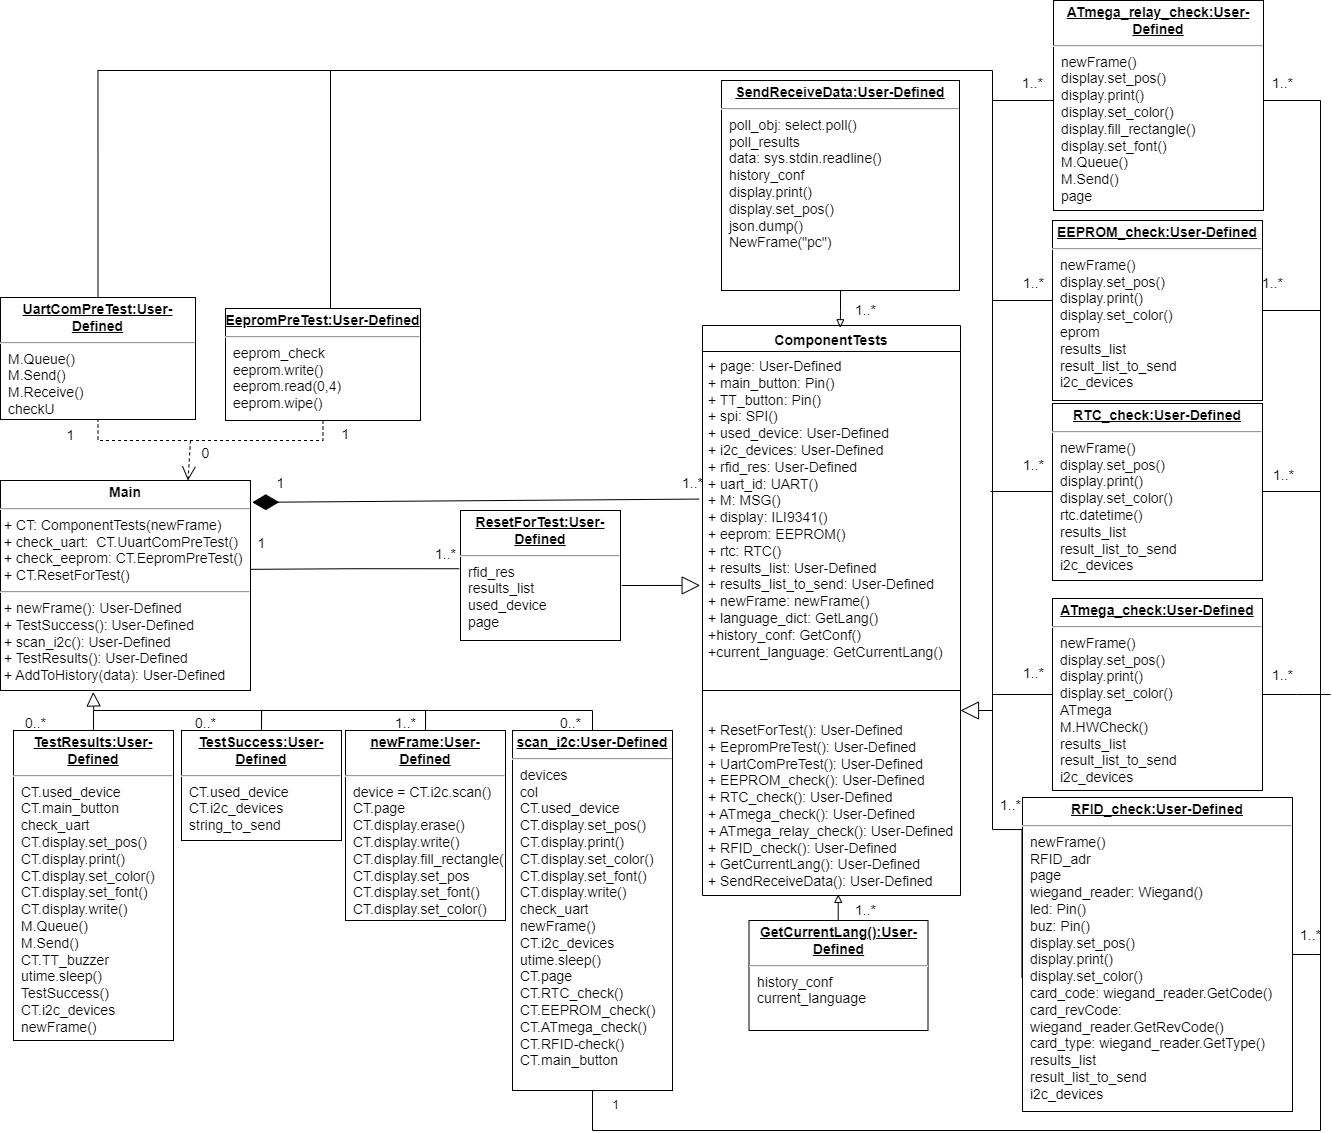 ATmega_relay_check:User-
Defined
newFrame()
display.set_pos()
display.print()
display.set_color()
display.fill_rectangle()
display.set_font()
M.Queue()
M.Send()
page
1..*
1..*
SendReceiveData:User-Defined
poll_obj: select.poll()
poll_results
data: sys.stdin.readline()
history_conf
display.print()
display.set_pos()
json.dump()
NewFrame("pc")
1..*
EEPROM_check:User-Defined
newFrame()
display.set_pos()
display.print()
display.set_color()
eprom
results_list
result_list_to_send
i2c_devices
1..*
1..*
UartComPreTest:User-
Defined
M.Queue()
M.Send()
M.Receive()
checkU
1
EepromPreTest:User-Defined
eeprom_check
eeprom.write()
eeprom.read(0,4)
eeprom.wipe()
1
0
ComponentTests
+ page: User-Defined
+ main_button: Pin()
+ TT_button: Pin()
+ spi: SPI()
+ used_device: User-Defined
+ i2c_devices: User-Defined
+ rfid_res: User-Defined
+ uart_id: UART()
+ M: MSG()
+ display: ILI9341()
+ eeprom: EEPROM()
+ rtc: RTC()
+ results_list: User-Defined
+ results_list_to_send: User-Defined
+ newFrame: newFrame()
+ language_dict: GetLang()
+history_conf: GetConf()
+current_language: GetCurrentLang()
+ ResetForTest(): User-Defined
+ EepromPreTest(): User-Defined
+ UartComPreTest(): User-Defined
+ EEPROM_check(): User-Defined
+ RTC_check(): User-Defined
+ ATmega_check(): User-Defined
+ ATmega_relay_check(): User-Defined
+ RFID_check(): User-Defined
+ GetCurrentLang(): User-Defined
+ SendReceiveData(): User-Defined
RTC_check:User-Defined
newFrame()
display.set_pos()
display.print()
display.set_color()
rtc.datetime()
results_list
result_list_to_send
i2c_devices
1..*
1..*
Main
+ CT: ComponentTests(newFrame)
+ check_uart:  CT.UuartComPreTest()
+ check_eeprom: CT.EepromPreTest()
+ CT.ResetForTest()
+ newFrame(): User-Defined
+ TestSuccess(): User-Defined
+ scan_i2c(): User-Defined
+ TestResults(): User-Defined
+ AddToHistory(data): User-Defined
1
1..*
1
1..*
ResetForTest:User-
Defined
rfid_res
results_list
used_device
page
ATmega_check:User-Defined
newFrame()
display.set_pos()
display.print()
display.set_color()
ATmega
M.HWCheck()
results_list
result_list_to_send
i2c_devices
1..*
1..*
0..*
TestResults:User-
Defined
CT.used_device
CT.main_button
check_uart
CT.display.set_pos()
CT.display.print()
CT.display.set_color()
CT.display.set_font()
CT.display.write()
M.Queue()
M.Send()
CT.TT_buzzer
utime.sleep()
TestSuccess()
CT.i2c_devices
newFrame()
0..*
TestSuccess:User-
Defined
CT.used_device
CT.i2c_devices
string_to_send
1..*
newFrame:User-
Defined
device = CT.i2c.scan()
CT.page
CT.display.erase()
CT.display.write()
CT.display.fill_rectangle(
CT.display.set_pos
CT.display.set_font()
CT.display.set_color()
0..*
scan_i2c:User-Defined
devices
col
CT.used_device
CT.display.set_pos()
CT.display.print()
CT.display.set_color()
CT.display.set_font()
CT.display.write()
check_uart
newFrame()
CT.i2c_devices
utime.sleep()
CT.page
CT.RTC_check()
CT.EEPROM_check()
CT.ATmega_check()
CT.RFID-check()
CT.main_button
1
1..*
GetCurrentLang():User-
Defined
history_conf
current_language
1..*
RFID_check:User-Defined
newFrame()
RFID_adr
page
wiegand_reader: Wiegand()
led: Pin()
buz: Pin()
display.set_pos()
display.print()
display.set_color()
card_code: wiegand_reader.GetCode()
card_revCode:
wiegand_reader.GetRevCode()
card_type: wiegand_reader.GetType()
results_list
result_list_to_send
i2c_devices
1..*